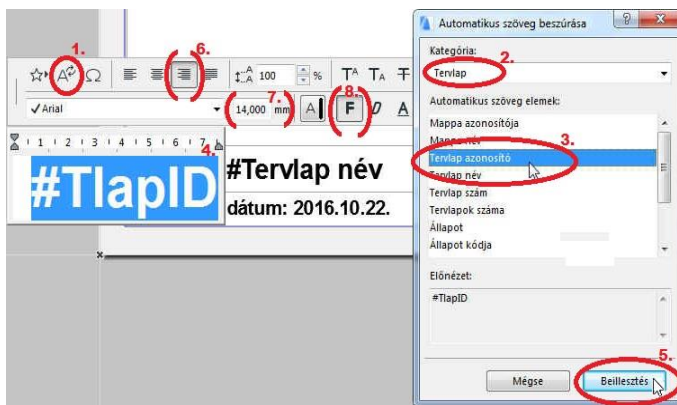 1.
6.
100
%
Arial
7.
14,000 mm
8.
A
F
D
A
1 2 3 4 5 6 7
4.
#TlapID
#Tervlap név
dátum: 2016.10.22.
Automatikus szöveg beszúrása
Kategória:
2.
Tervlap
Automatikus szöveg elemek:
3.
Mappa azonosítója
Mappa név
Tervlap azonosító
Tervlap név
Tervlap szám
Tervlapok száma
Állapot
Állapot kódja
Előnézet:
#TlapID
5.
Mégse
Beillesztés